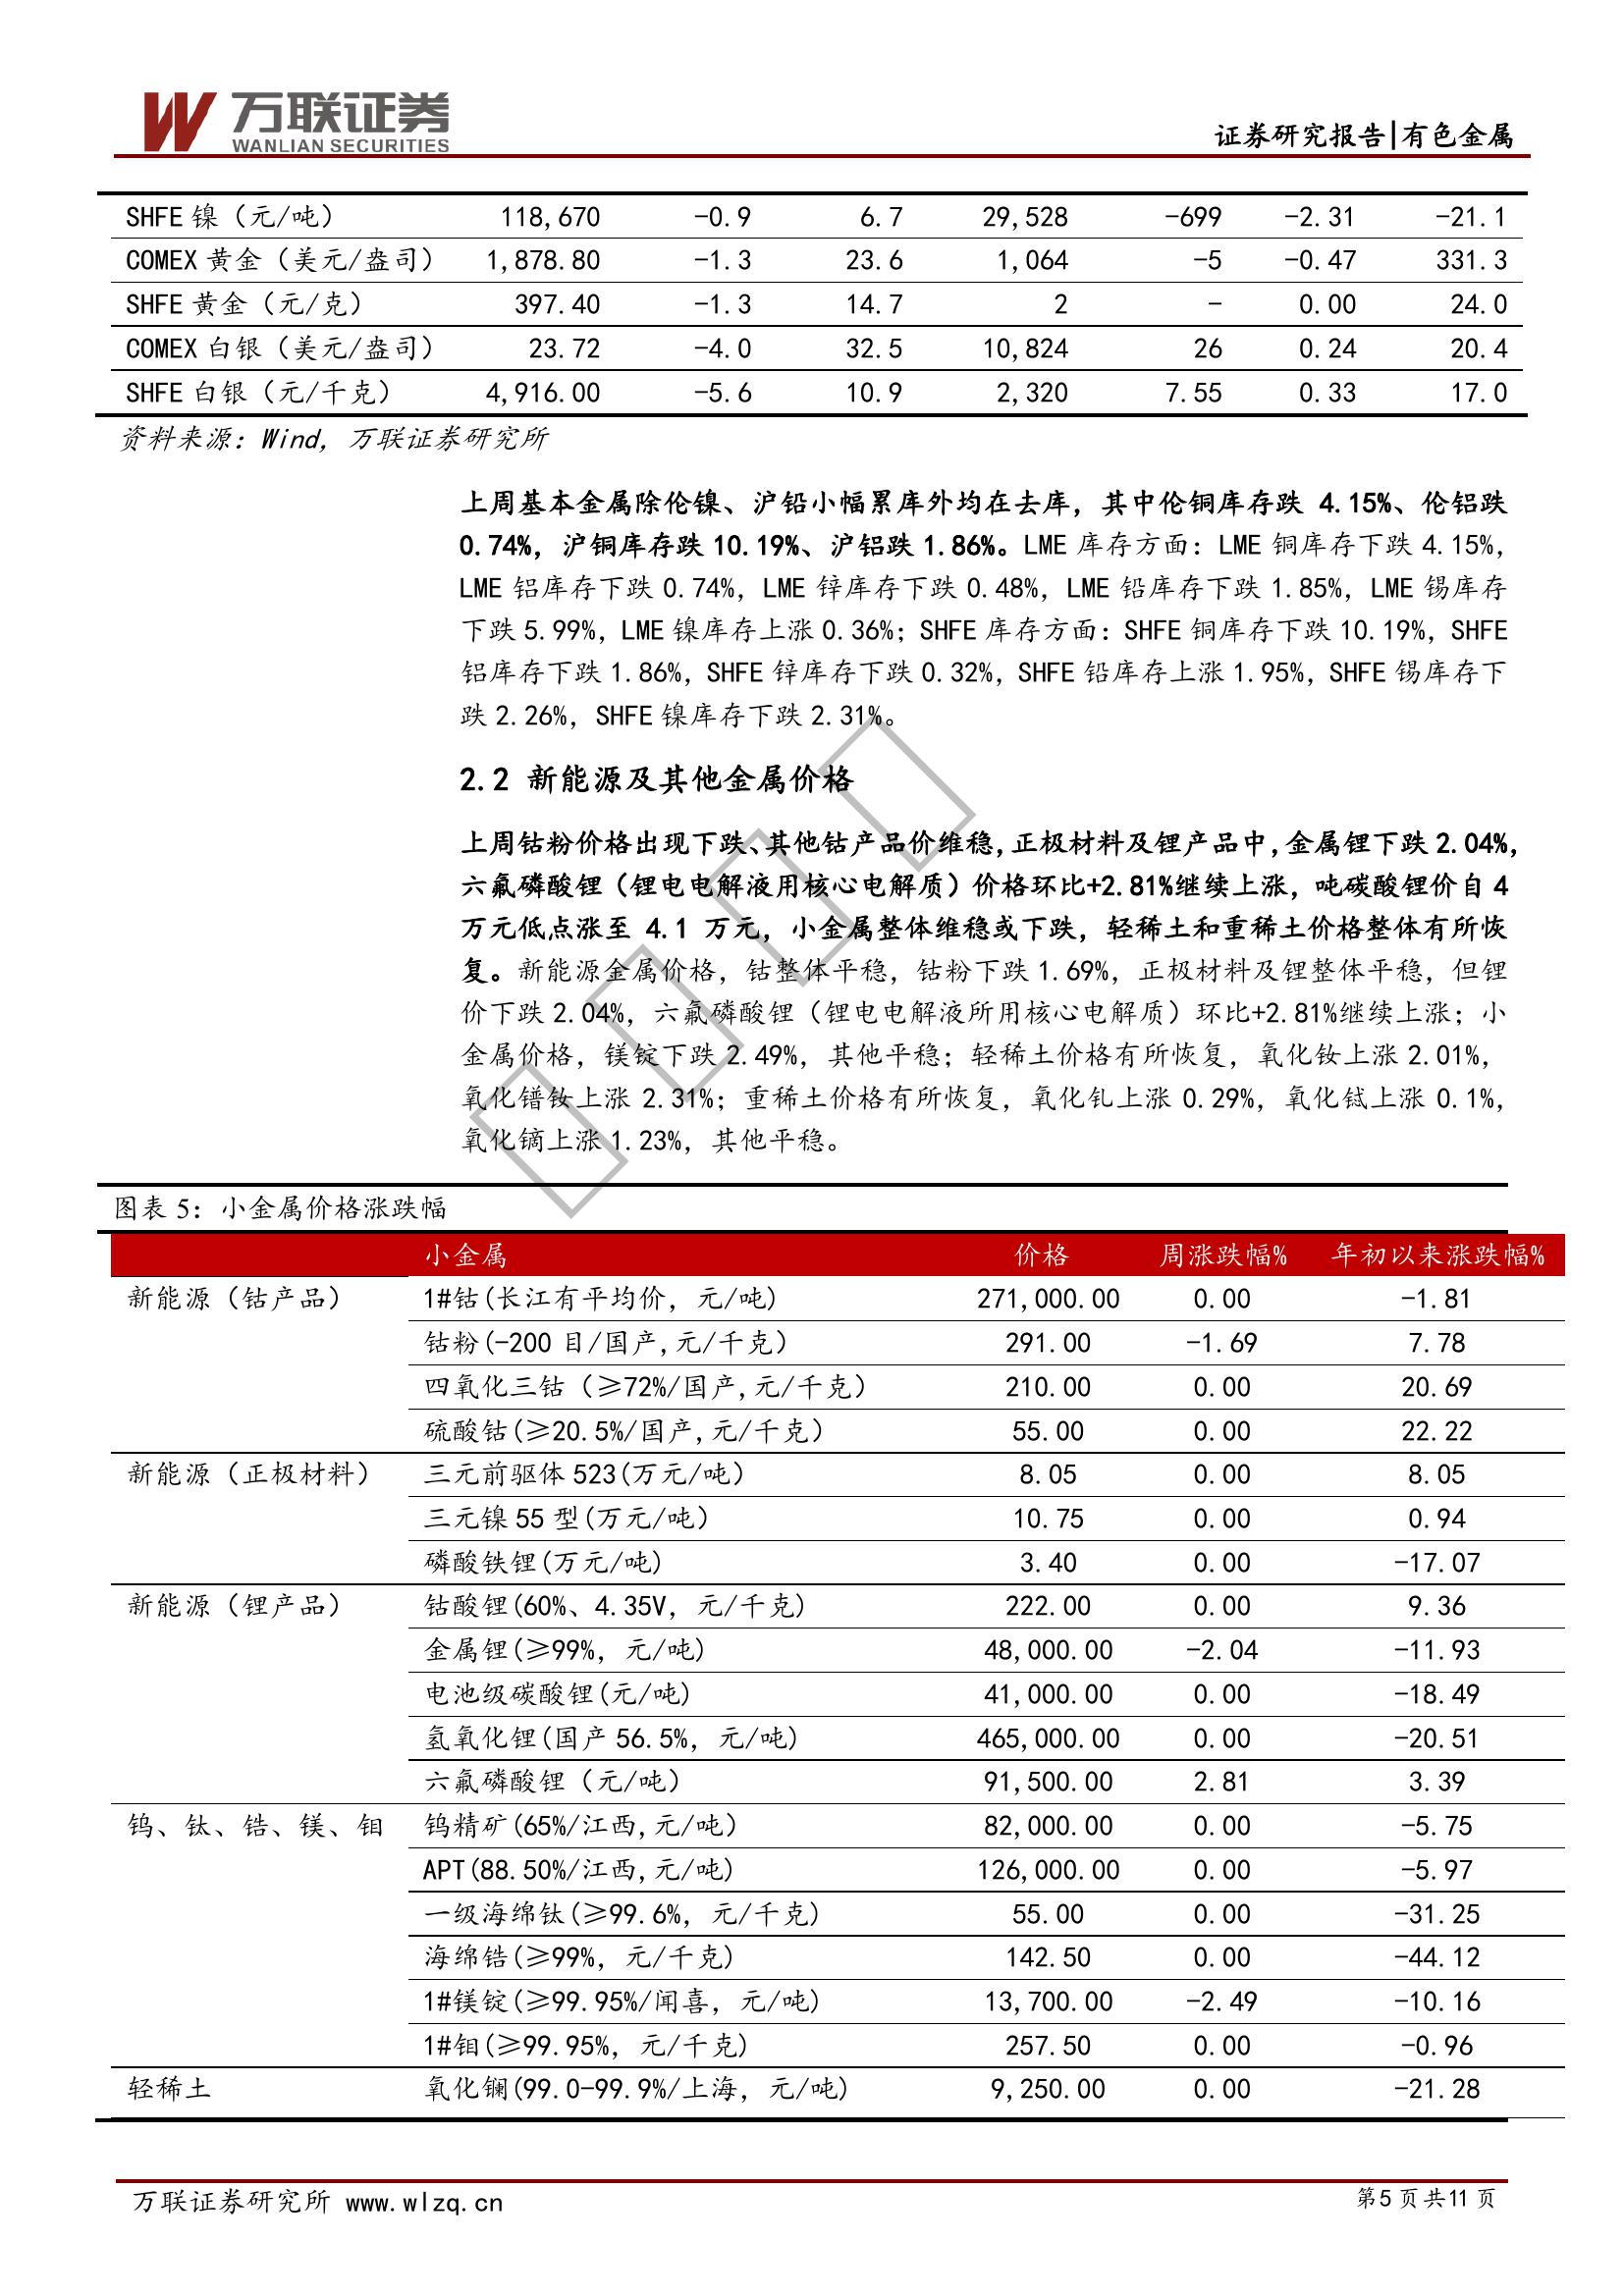 万联证券
WANLIAN SECURITIES
证券研究报告|有色金属
SHFE 镍（元/吨） 118,670 -0.9 6.7 29,528 -699 -2.31 -21.1
COMEX 黄金（美元/盎司） 1,878.80 -1.3 23.6 1,064 -5 -0.47 331.3
SHFE 黄金（元/克） 397.40 -1.3 14.7 2 - 0.00 24.0
COMEX 白银（美元/盎司） 23.72 -4.0 32.5 10,824 26 0.24 20.4
SHFE 白银（元/千克） 4,916.00 -5.6 10.9 2,320 7.55 0.33 17.0
资料来源：Wind，万联证券研究所
上周基本金属除伦镍、沪铅小幅累库外均在去库，其中伦铜库存跌 4.15%、伦铝跌
0.74%，沪铜库存跌 10.19%、沪铝跌 1.86%。LME 库存方面：LME 铜库存下跌 4.15%，
LME 铝库存下跌 0.74%，LME 锌库存下跌 0.48%，LME 铅库存下跌 1.85%，LME 锡库存
下跌 5.99%，LME 镍库存上涨 0.36%；SHFE 库存方面：SHFE 铜库存下跌 10.19%，SHFE
铝库存下跌 1.86%，SHFE 锌库存下跌 0.32%，SHFE 铅库存上涨 1.95%，SHFE 锡库存下
跌 2.26%，SHFE 镍库存下跌 2.31%。
2.2 新能源及其他金属价格
上周钴粉价格出现下跌、其他钴产品价维稳，正极材料及锂产品中，金属锂下跌 2.04%，
六氟磷酸锂（锂电电解液用核心电解质）价格环比+2.81%继续上涨，吨碳酸锂价自 4
万元低点涨至 4.1 万元，小金属整体维稳或下跌，轻稀土和重稀土价格整体有所恢
复。新能源金属价格，钴整体平稳，钴粉下跌 1.69%，正极材料及锂整体平稳，但锂
价下跌 2.04%，六氟磷酸锂（锂电电解液所用核心电解质）环比+2.81%继续上涨；小
金属价格，镁锭下跌 2.49%，其他平稳；轻稀土价格有所恢复，氧化钕上涨 2.01%，
氧化镨钕上涨 2.31%；重稀土价格有所恢复，氧化钆上涨 0.29%，氧化铽上涨 0.1%，
氧化镝上涨 1.23%，其他平稳。
图表 5：小金属价格涨跌幅
小金属 价格 周涨跌幅% 年初以来涨跌幅%
新能源（钴产品） 1#钴(长江有平均价，元/吨) 271,000.00 0.00 -1.81
钴粉(-200 目/国产,元/千克) 291.00 -1.69 7.78
四氧化三钴（≥72%/国产,元/千克） 210.00 0.00 20.69
硫酸钴(≥20.5%/国产,元/千克) 55.00 0.00 22.22
新能源（正极材料） 三元前驱体 523(万元/吨) 8.05 0.00 8.05
三元镍 55 型(万元/吨) 10.75 0.00 0.94
磷酸铁锂(万元/吨) 3.40 0.00 -17.07
新能源（锂产品） 钴酸锂(60%、4.35V，元/千克) 222.00 0.00 9.36
金属锂(≥99%，元/吨) 48,000.00 -2.04 -11.93
电池级碳酸锂(元/吨) 41,000.00 0.00 -18.49
氢氧化锂(国产 56.5%，元/吨) 465,000.00 0.00 -20.51
六氟磷酸锂（元/吨） 91,500.00 2.81 3.39
钨、钛、锆、镁、钼 钨精矿(65%/江西,元/吨) 82,000.00 0.00 -5.75
APT(88.50%/江西,元/吨) 126,000.00 0.00 -5.97
一级海绵钛(≥99.6%，元/千克) 55.00 0.00 -31.25
海绵锆(≥99%，元/千克) 142.50 0.00 -44.12
1#镁锭(≥99.95%/闻喜，元/吨) 13,700.00 -2.49 -10.16
1#钼(≥99.95%，元/千克) 257.50 0.00 -0.96
轻稀土 氧化镧(99.0-99.9%/上海，元/吨) 9,250.00 0.00 -21.28
万联证券研究所 www.wlzq.cn 第5页共11页